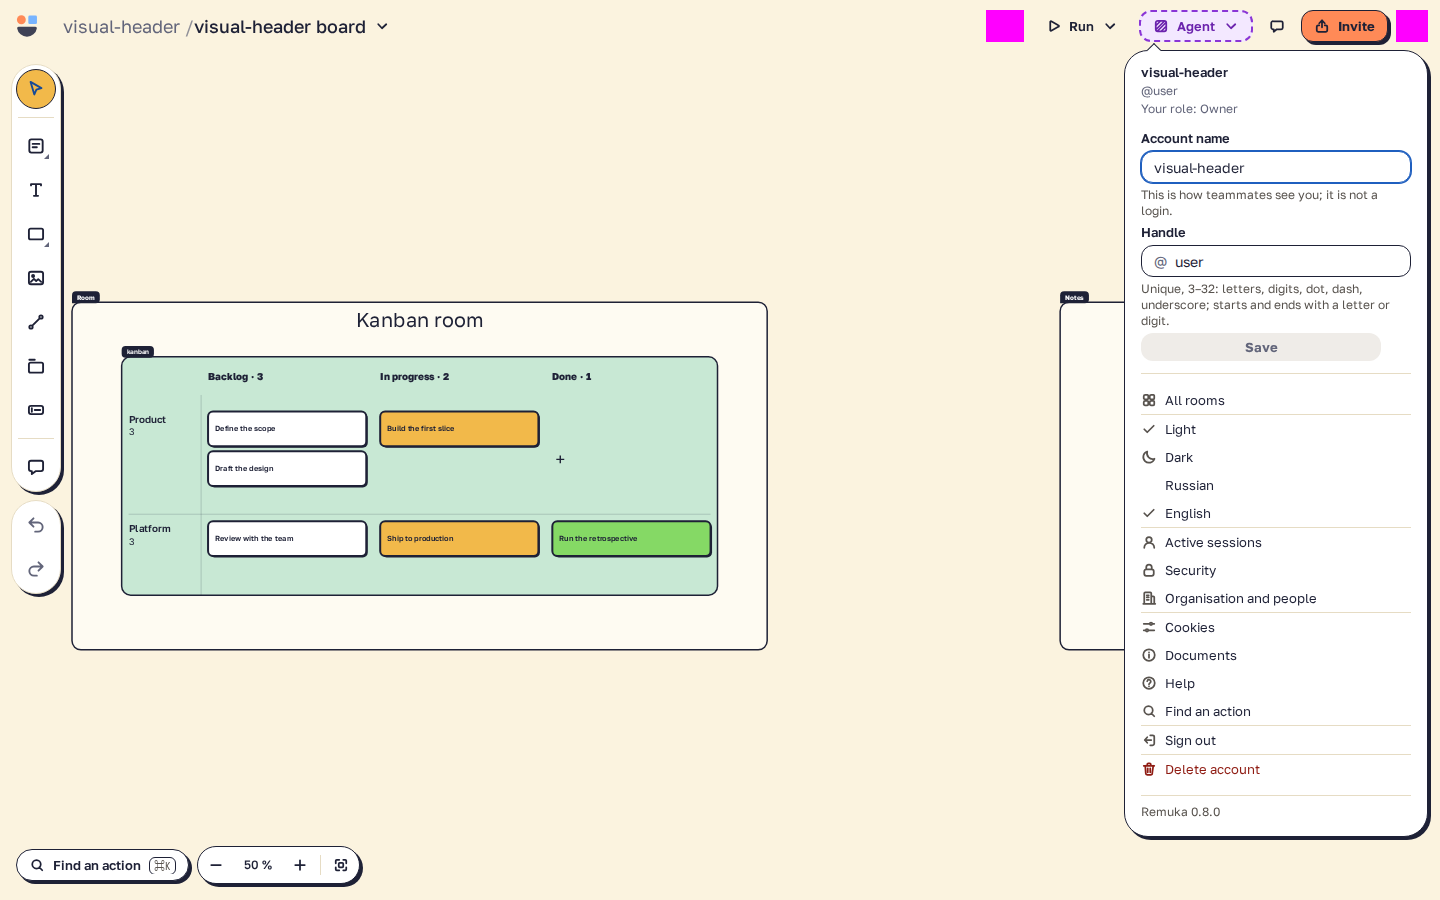 visual-header / visual-header board
Run
Agent
Invite
visual-header
@user
Your role: Owner
Account name
visual-header
This is how teammates see you; it is not a
login.
Handle
@ user
Unique, 3–32: letters, digits, dot, dash,
underscore; starts and ends with a letter or
digit.
Save
All rooms
Light
Dark
Russian
English
Active sessions
Security
Organisation and people
Cookies
Documents
Help
Find an action
Sign out
Delete account
Remuka 0.8.0
Room
Kanban room
kanban
Backlog · 3
In progress · 2
Done · 1
Product
3
Define the scope
Build the first slice
Draft the design
+
Platform
3
Review with the team
Ship to production
Run the retrospective
Notes
Find an action ⌘K
50 %